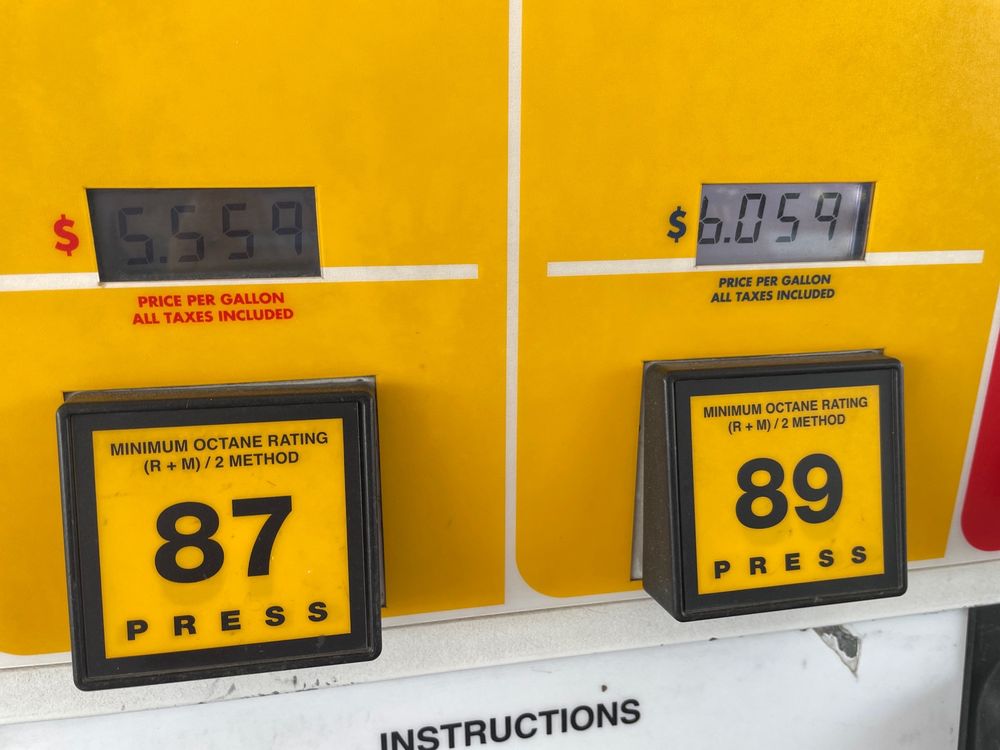 $ 5.559
PRICE PER GALLON
ALL TAXES INCLUDED
MINIMUM OCTANE RATING
(R + M) / 2 METHOD
87
PRESS
$ 6.059
PRICE PER GALLON
ALL TAXES INCLUDED
MINIMUM OCTANE RATING
(R + M) / 2 METHOD
89
PRESS
INSTRUCTIONS